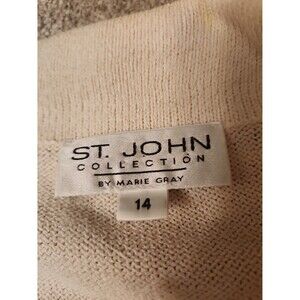 ST. JOHN
COLLECTION
BY MARIE GRAY
14